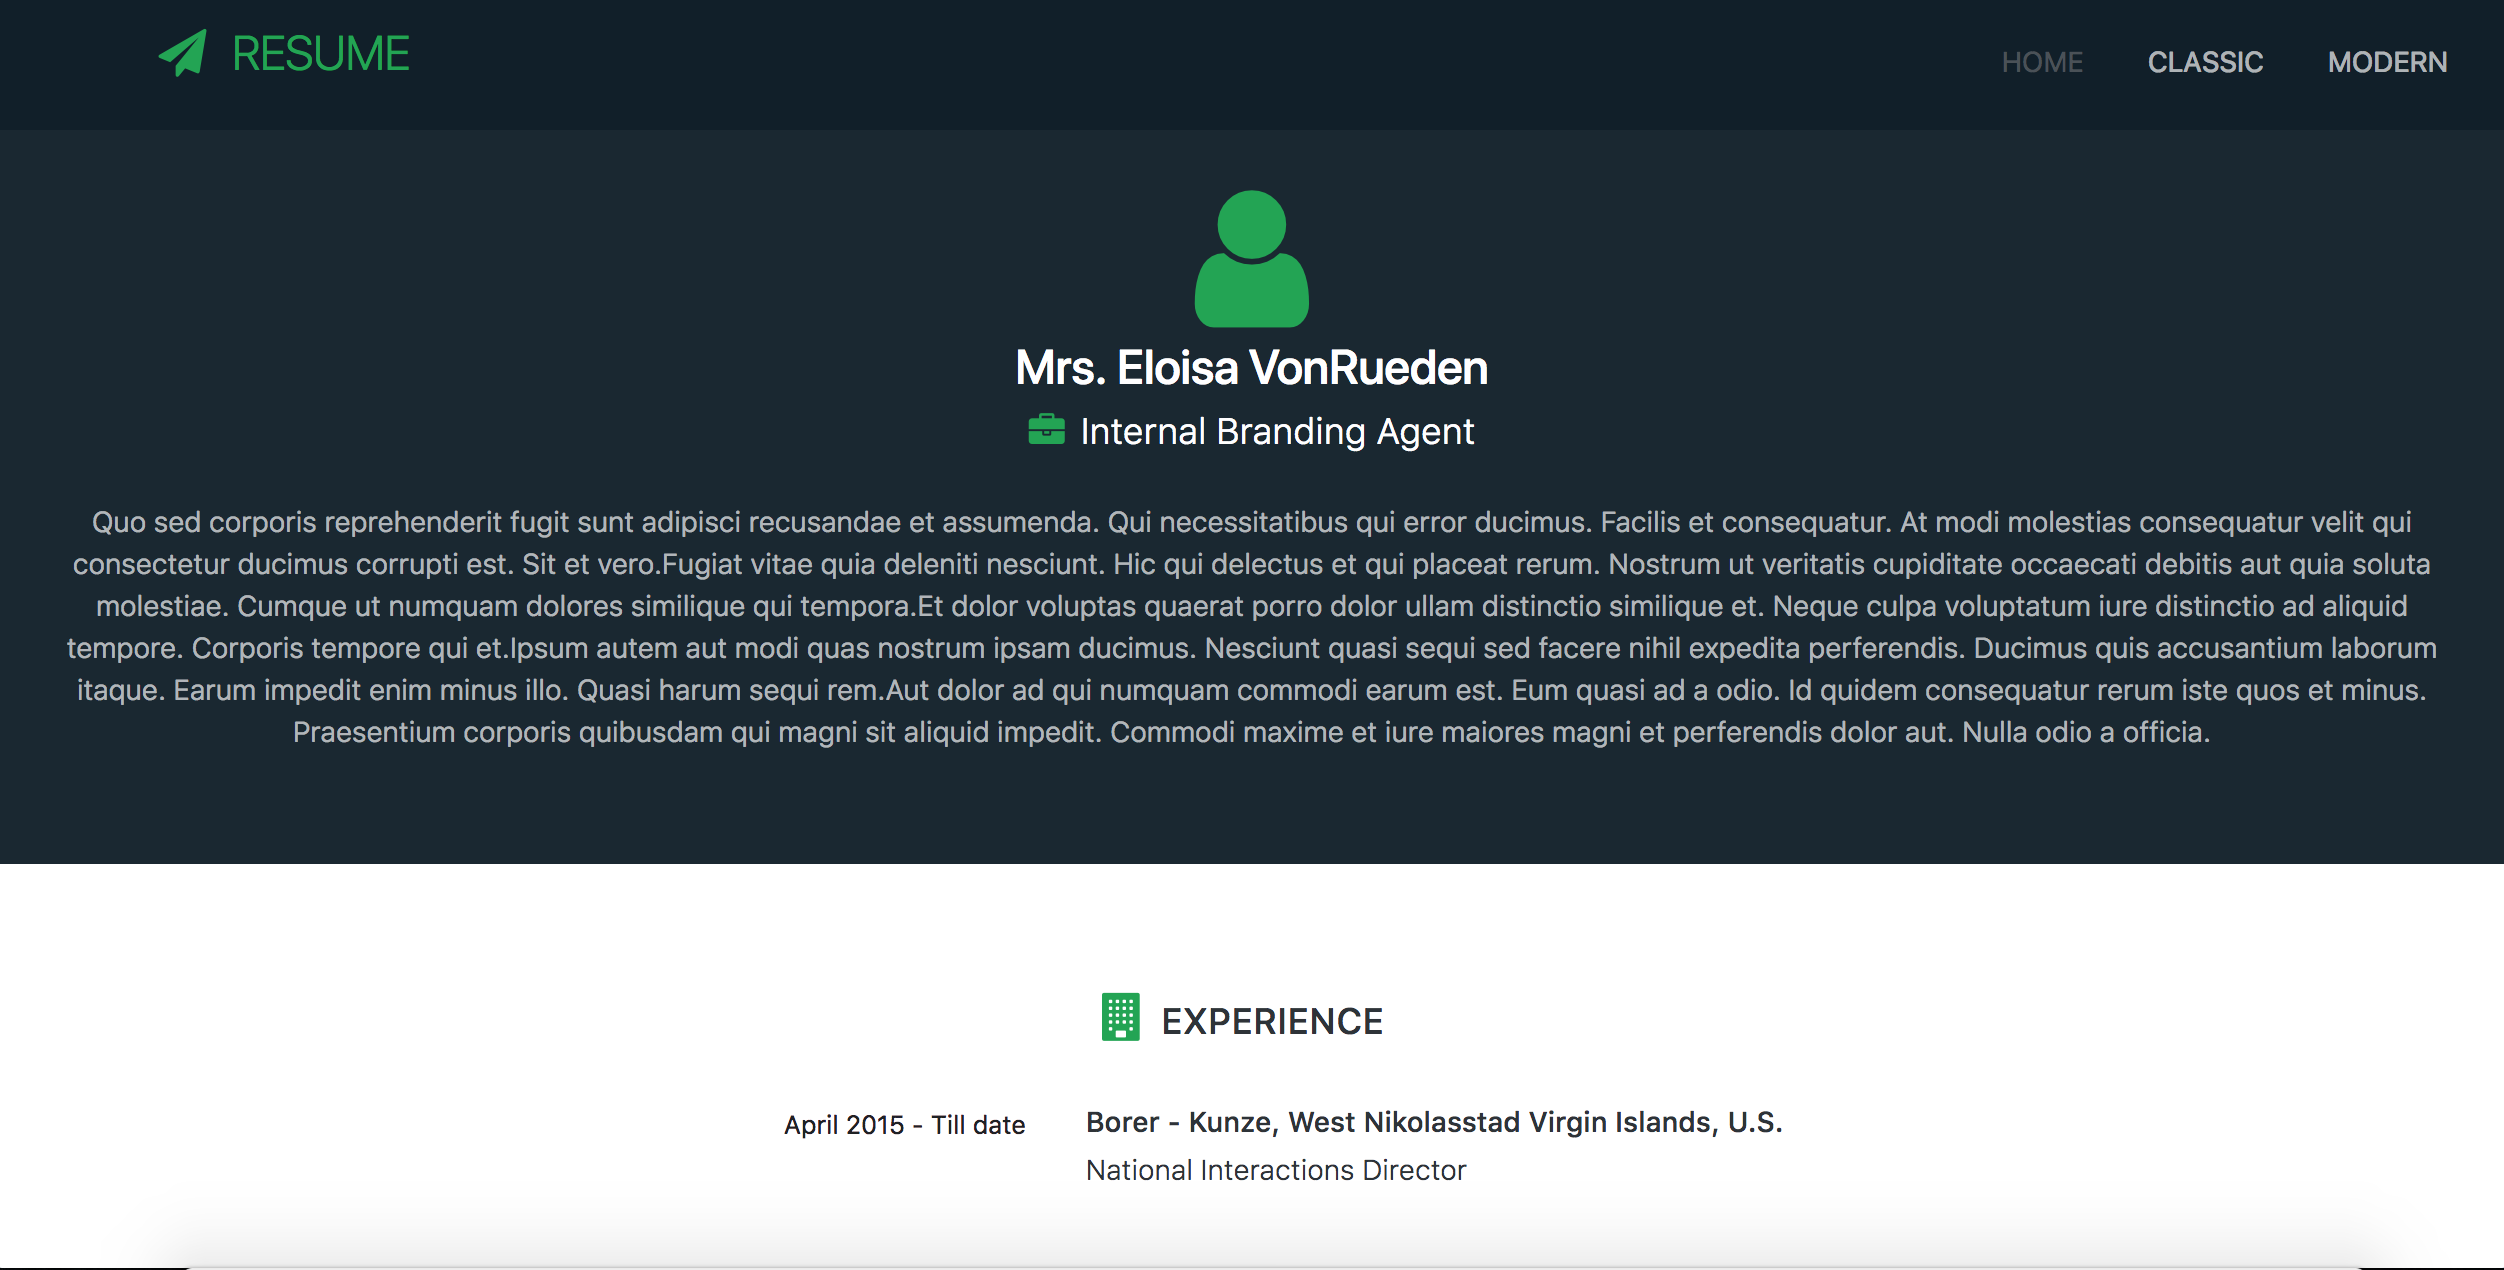 RESUME
HOME CLASSIC MODERN
Mrs. Eloisa VonRueden
Internal Branding Agent
Quo sed corporis reprehenderit fugit sunt adipisci recusandae et assumenda. Qui necessitatibus qui error ducimus. Facilis et consequatur. At modi molestias consequatur velit qui
consectetur ducimus corrupti est. Sit et vero.Fugiat vitae quia deleniti nesciunt. Hic qui delectus et qui placeat rerum. Nostrum ut veritatis cupiditate occaecati debitis aut quia soluta
molestiae. Cumque ut numquam dolores similique qui tempora.Et dolor voluptas quaerat porro dolor ullam distinctio similique et. Neque culpa voluptatum iure distinctio ad aliquid
tempore. Corporis tempore qui et.Ipsum autem aut modi quas nostrum ipsam ducimus. Nesciunt quasi sequi sed facere nihil expedita perferendis. Ducimus quis accusantium laborum
itaque. Earum impedit enim minus illo. Quasi harum sequi rem.Aut dolor ad qui numquam commodi earum est. Eum quasi ad a odio. Id quidem consequatur rerum iste quos et minus.
Praesentium corporis quibusdam qui magni sit aliquid impedit. Commodi maxime et iure maiores magni et perferendis dolor aut. Nulla odio a officia.
EXPERIENCE
April 2015 - Till date
Borer - Kunze, West Nikolasstad Virgin Islands, U.S.
National Interactions Director